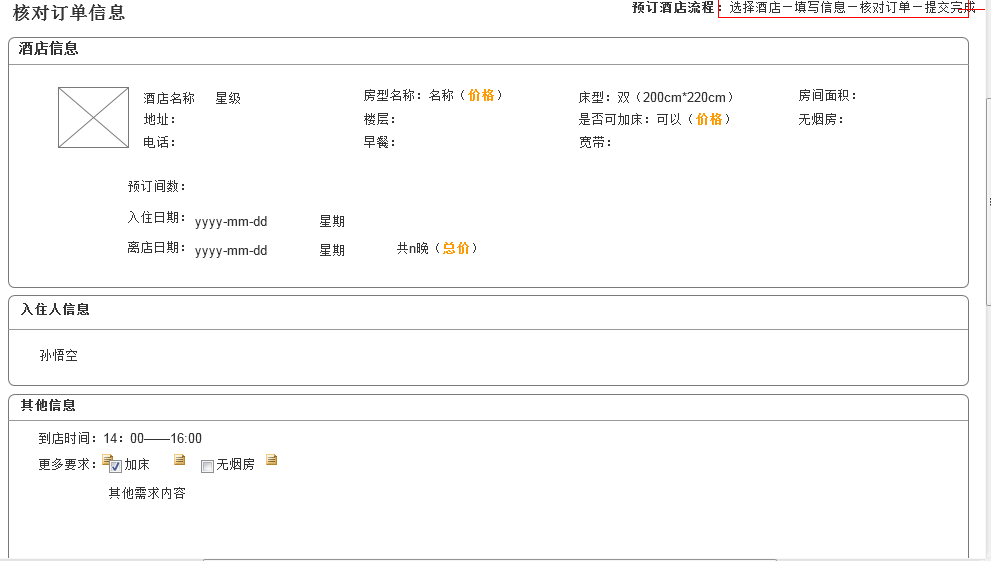 核对订单信息
预订酒店流程：选择酒店－填写信息－核对订单－提交完成
酒店信息
酒店名称 星级 房型名称：名称（价格） 床型：双（200cm*220cm） 房间面积：
地址： 楼层： 是否可加床：可以（价格） 无烟房：
电话： 早餐： 宽带：
预订间数：
入住日期： yyyy-mm-dd 星期
离店日期： yyyy-mm-dd 星期 共n晚（总价）
入住人信息
孙悟空
其他信息
到店时间：14：00——16:00
更多要求： 加床 无烟房
其他需求内容